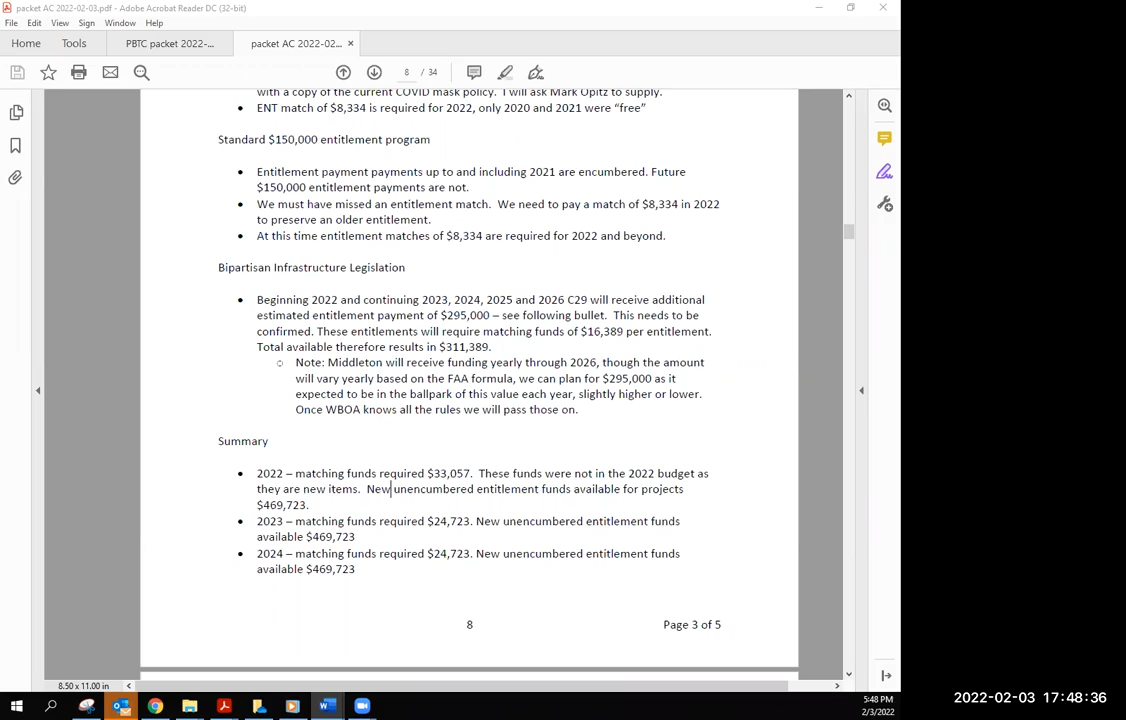 packet AC 2022-02-03.pdf - Adobe Acrobat Reader DC (32-bit)
File Edit View Sign Window Help
Home Tools PBTC packet 2022-... packet AC 2022-02... ×
8 / 34
with a copy of the current COVID mask policy. I will ask Mark Opitz to supply.
• ENT match of $8,334 is required for 2022, only 2020 and 2021 were “free”
Standard $150,000 entitlement program
• Entitlement payment payments up to and including 2021 are encumbered. Future
$150,000 entitlement payments are not.
• We must have missed an entitlement match. We need to pay a match of $8,334 in 2022
to preserve an older entitlement.
• At this time entitlement matches of $8,334 are required for 2022 and beyond.
Bipartisan Infrastructure Legislation
• Beginning 2022 and continuing 2023, 2024, 2025 and 2026 C29 will receive additional
estimated entitlement payment of $295,000 – see following bullet. This needs to be
confirmed. These entitlements will require matching funds of $16,389 per entitlement.
Total available therefore results in $311,389.
○ Note: Middleton will receive funding yearly through 2026, though the amount
will vary yearly based on the FAA formula, we can plan for $295,000 as it
expected to be in the ballpark of this value each year, slightly higher or lower.
Once WBOA knows all the rules we will pass those on.
Summary
• 2022 – matching funds required $33,057. These funds were not in the 2022 budget as
they are new items. New unencumbered entitlement funds available for projects
$469,723.
• 2023 – matching funds required $24,723. New unencumbered entitlement funds
available $469,723
• 2024 – matching funds required $24,723. New unencumbered entitlement funds
available $469,723
8 Page 3 of 5
8.50 x 11.00 in
5:48 PM
2/3/2022
2022-02-03 17:48:36